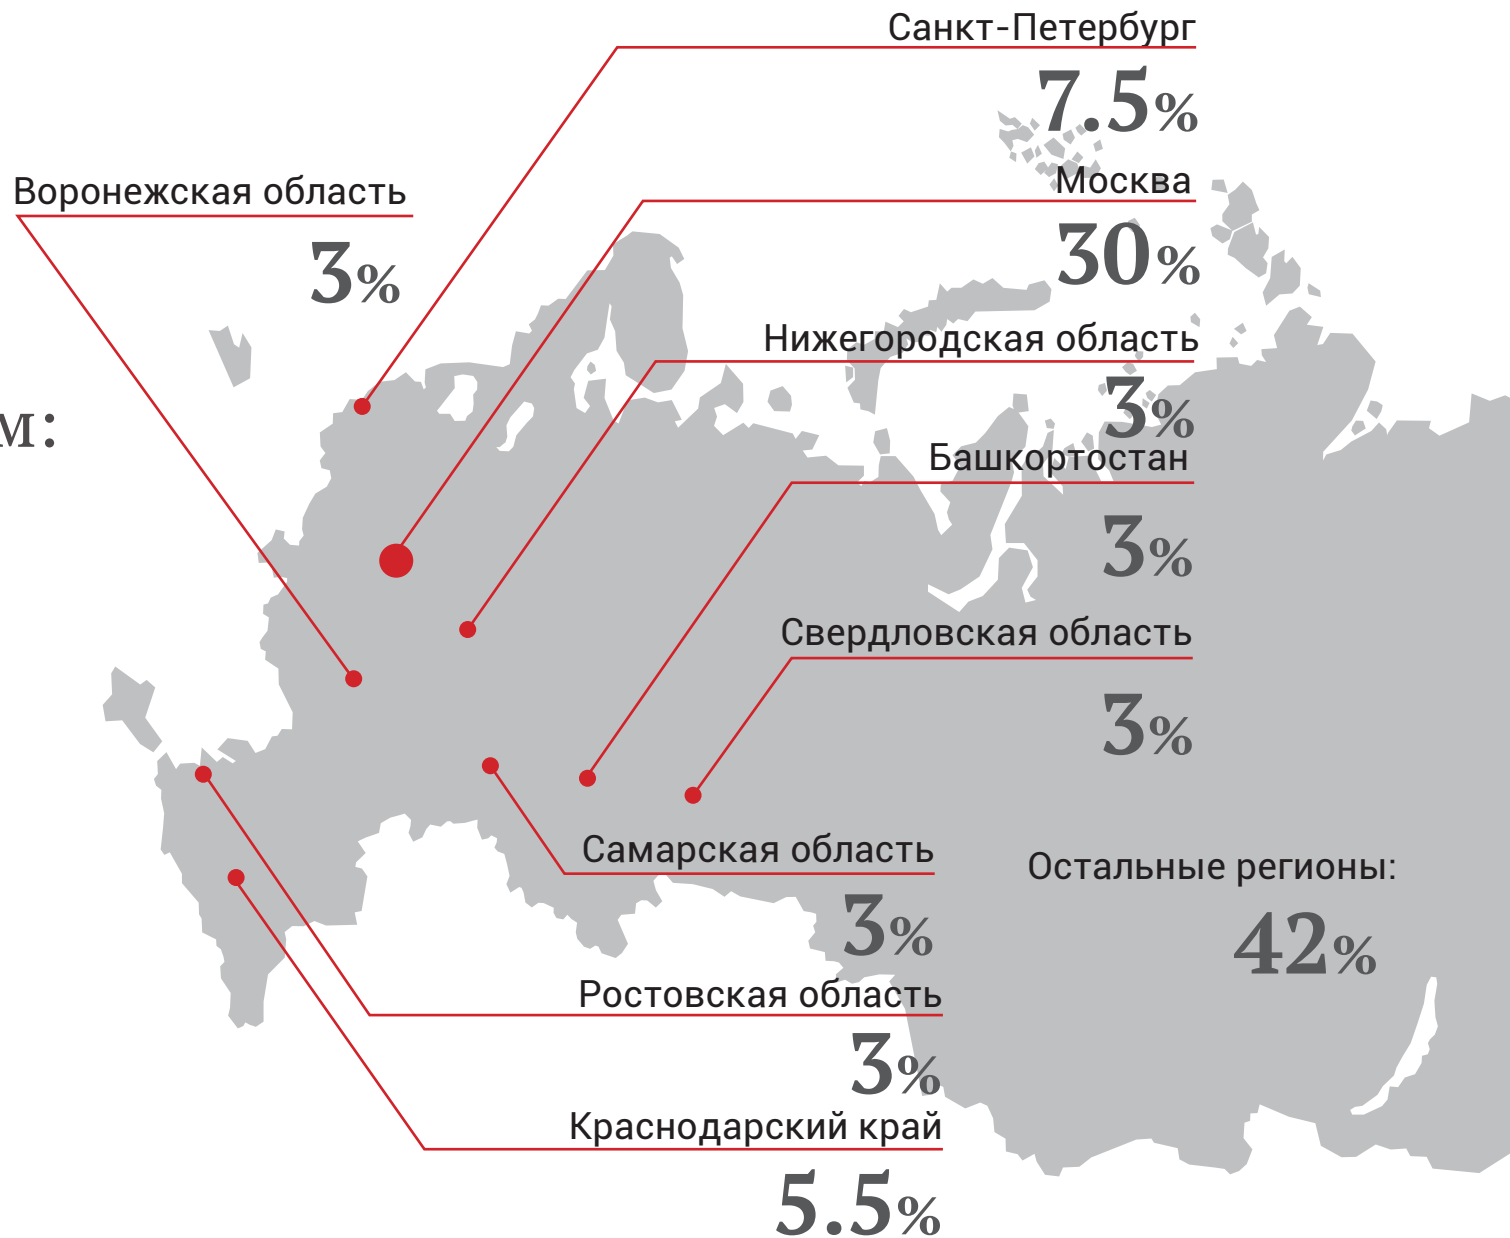 Санкт-Петербург
7.5%
Воронежская область
3%
Москва
30%
Нижегородская область
3%
м:
Башкортостан
3%
Свердловская область
3%
Самарская область
3%
Остальные регионы:
42%
Ростовская область
3%
Краснодарский край
5.5%